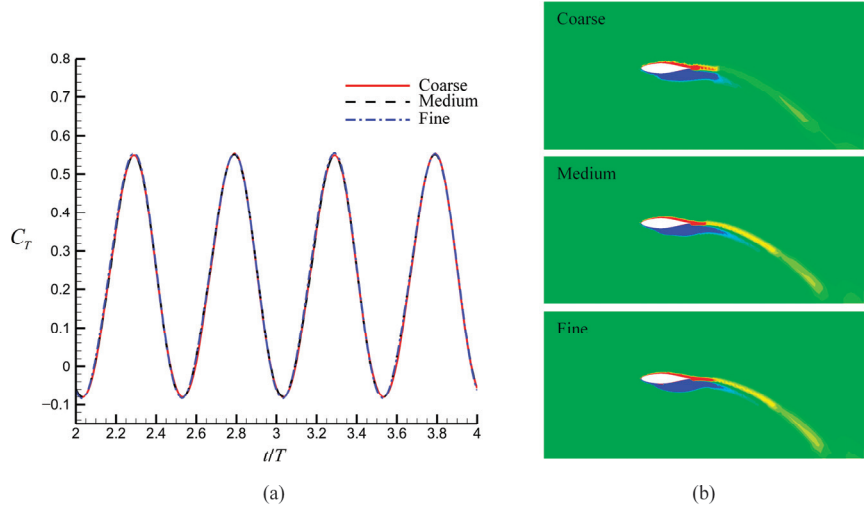 0.8
0.7
0.6
0.5
0.4
0.3
0.2
0.1
0
−0.1
C_T
2 2.2 2.4 2.6 2.8 3 3.2 3.4 3.6 3.8 4
t/T
Coarse
Medium
Fine
(a)
Coarse
Medium
Fine
(b)